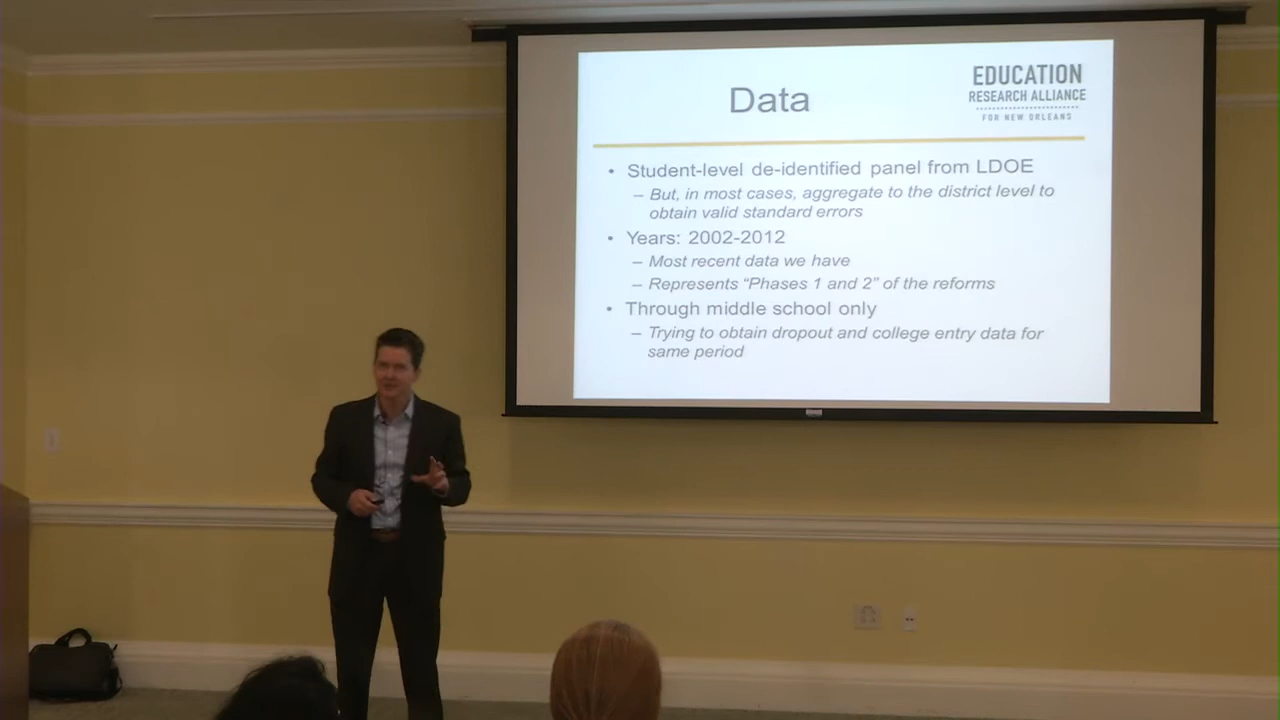 Data
EDUCATION
RESEARCH ALLIANCE
FOR NEW ORLEANS
• Student-level de-identified panel from LDOE
– But, in most cases, aggregate to the district level to
obtain valid standard errors
• Years: 2002-2012
– Most recent data we have
– Represents “Phases 1 and 2” of the reforms
• Through middle school only
– Trying to obtain dropout and college entry data for
same period